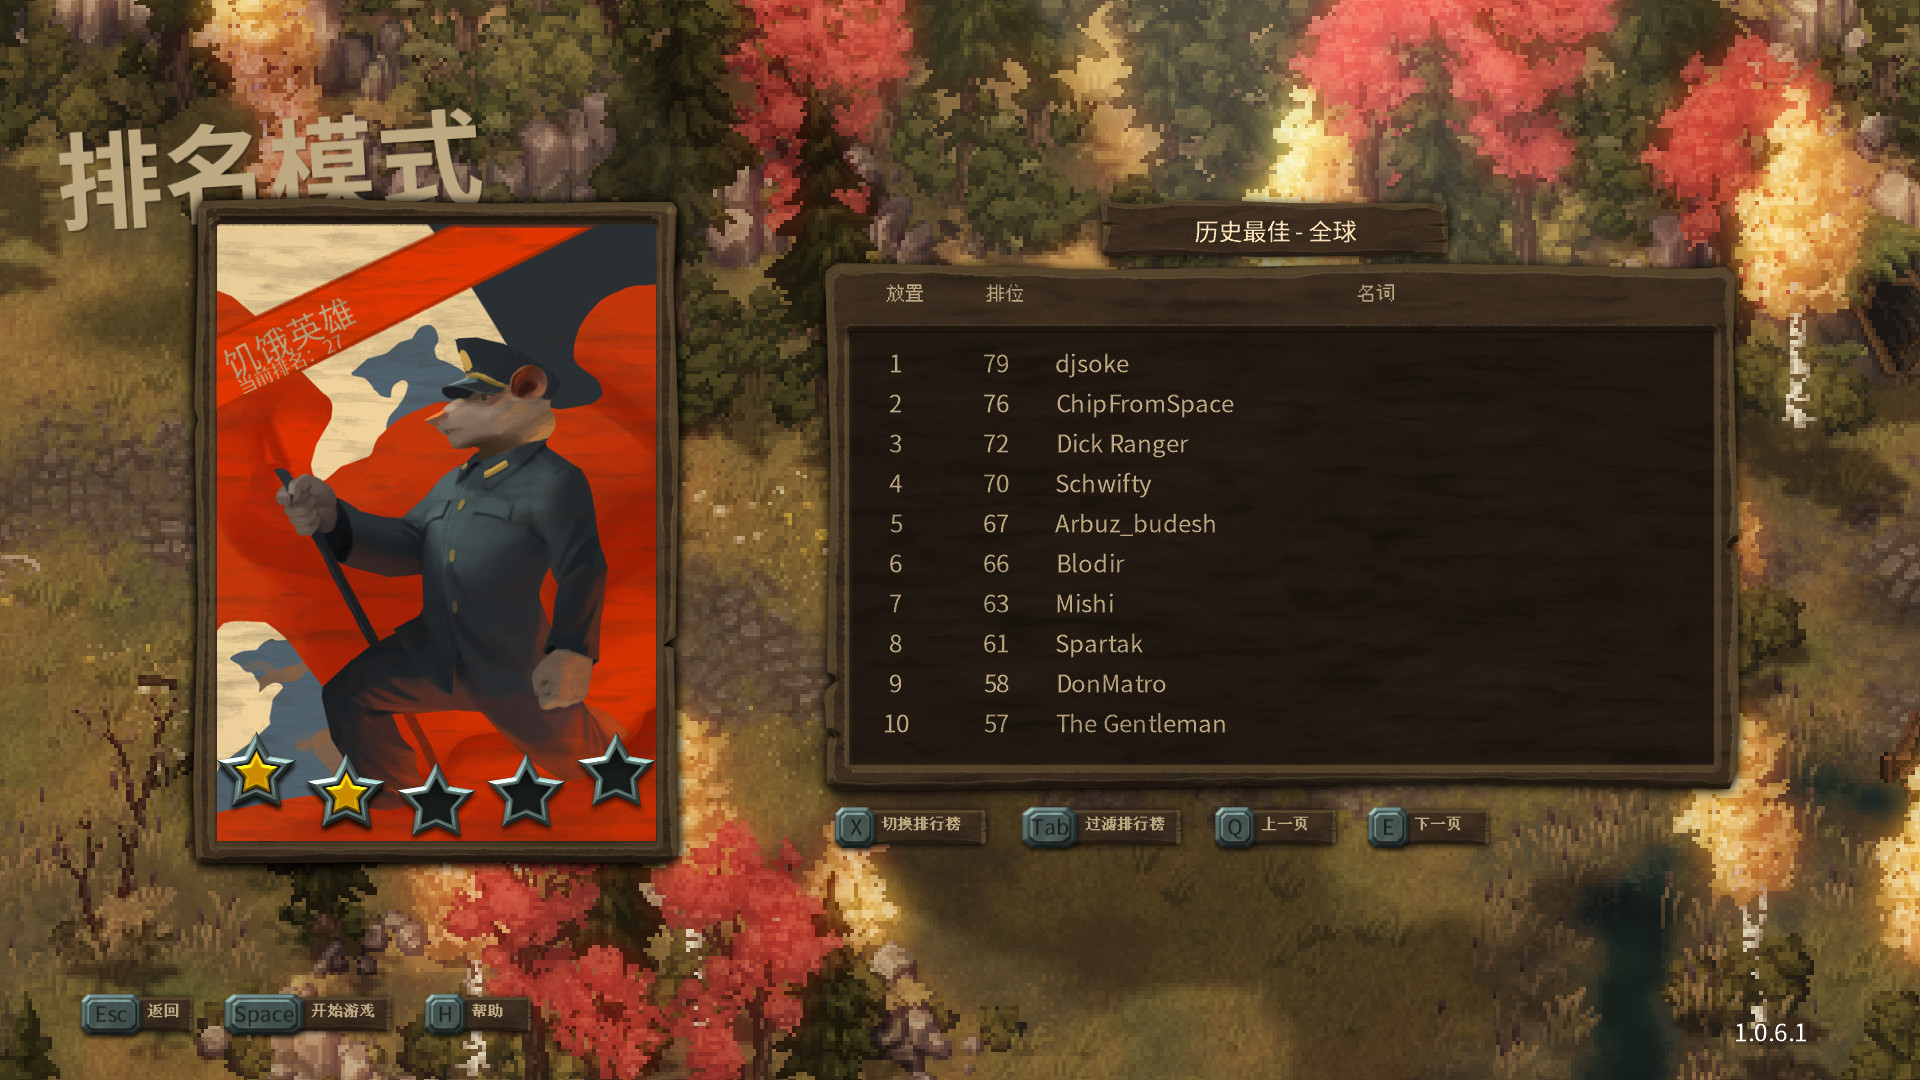 排名模式
饥饿英雄
当前排名：27
历史最佳 - 全球
放置 排位 名词
1 79 djsoke
2 76 ChipFromSpace
3 72 Dick Ranger
4 70 Schwifty
5 67 Arbuz_budesh
6 66 Blodir
7 63 Mishi
8 61 Spartak
9 58 DonMatro
10 57 The Gentleman
X 切换排行榜 Tab 过滤排行榜 Q 上一页 E 下一页
Esc 返回 Space 开始游戏 H 帮助
1.0.6.1